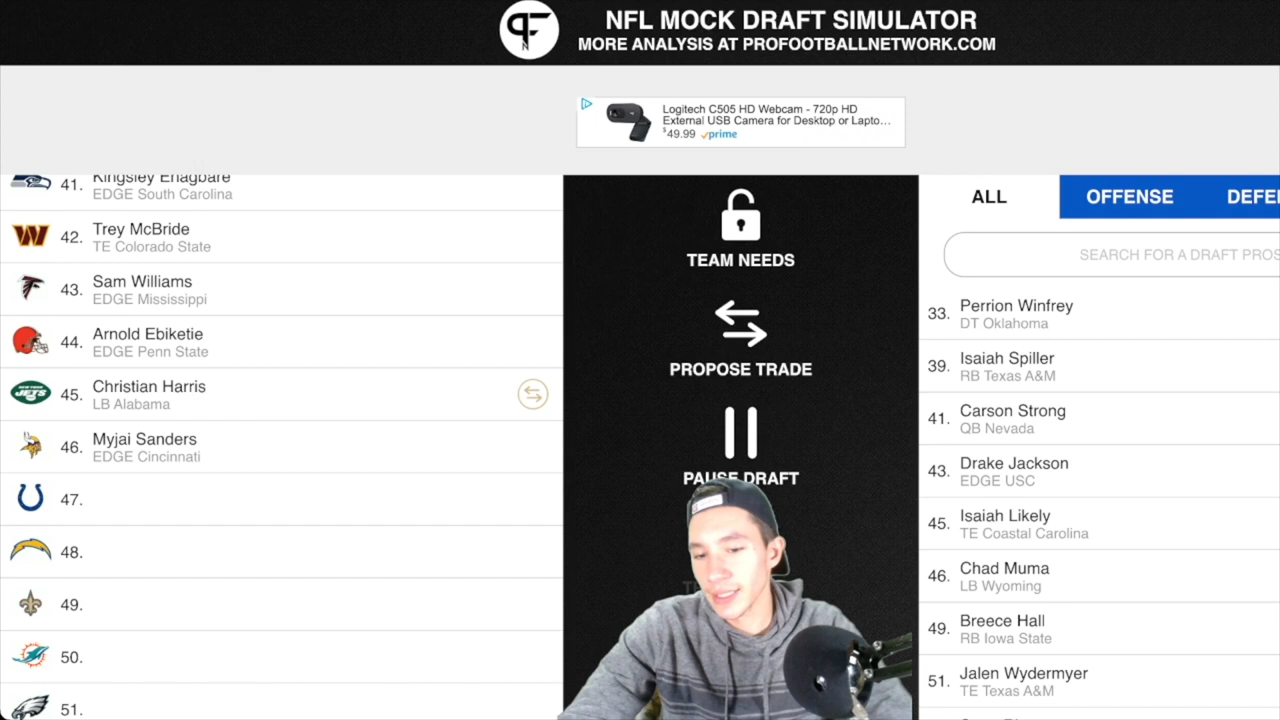 PF
N
NFL MOCK DRAFT SIMULATOR
MORE ANALYSIS AT PROFOOTBALLNETWORK.COM
Logitech C505 HD Webcam - 720p HD
External USB Camera for Desktop or Lapto...
$49.99 prime
41. Kingsley Enagbare
EDGE South Carolina
W 42. Trey McBride
TE Colorado State
43. Sam Williams
EDGE Mississippi
44. Arnold Ebiketie
EDGE Penn State
JETS 45. Christian Harris
LB Alabama
46. Myjai Sanders
EDGE Cincinnati
47.
48.
49.
50.
51.
TEAM NEEDS
PROPOSE TRADE
PAUSE DRAFT
ALL OFFENSE DEFE
SEARCH FOR A DRAFT PROS
33. Perrion Winfrey
DT Oklahoma
39. Isaiah Spiller
RB Texas A&M
41. Carson Strong
QB Nevada
43. Drake Jackson
EDGE USC
45. Isaiah Likely
TE Coastal Carolina
46. Chad Muma
LB Wyoming
49. Breece Hall
RB Iowa State
51. Jalen Wydermyer
TE Texas A&M